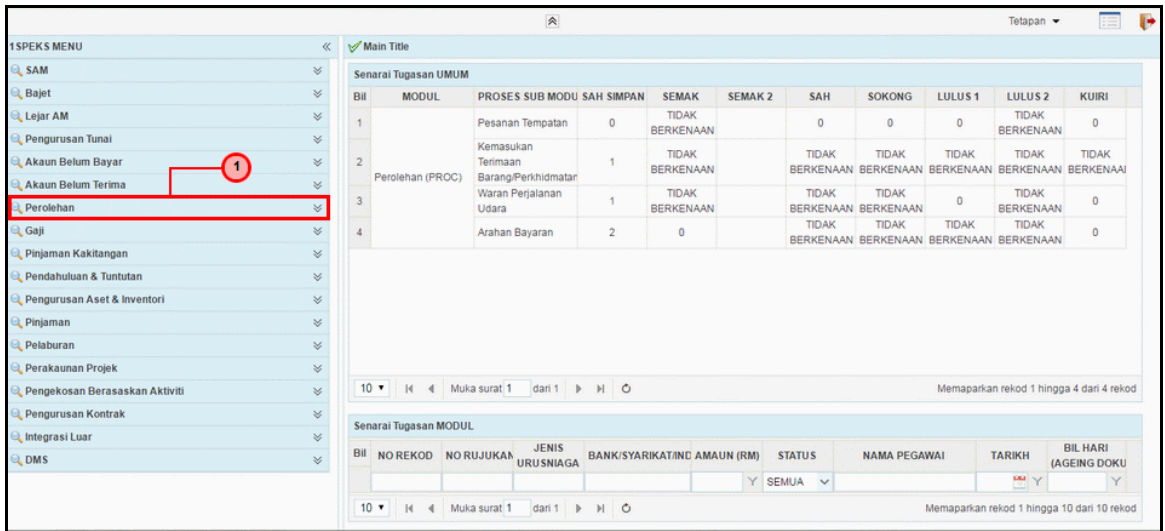 Tetapan
1SPEKS MENU
Main Title
SAM
Bajet
Lejar AM
Pengurusan Tunai
Akaun Belum Bayar
1
Akaun Belum Terima
Perolehan
Gaji
Pinjaman Kakitangan
Pendahuluan & Tuntutan
Pengurusan Aset & Inventori
Pinjaman
Pelaburan
Perakaunan Projek
Pengekosan Berasaskan Aktiviti
Pengurusan Kontrak
Integrasi Luar
DMS
Senarai Tugasan UMUM
Bil MODUL PROSES SUB MODU SAH SIMPAN SEMAK SEMAK 2 SAH SOKONG LULUS 1 LULUS 2 KUIRI
1 Pesanan Tempatan 0 TIDAK BERKENAAN 0 0 0 TIDAK BERKENAAN 0
Perolehan (PROC)
2 Kemasukan Terimaan Barang/Perkhidmatan 1 TIDAK BERKENAAN TIDAK BERKENAAN TIDAK BERKENAAN TIDAK BERKENAAN TIDAK BERKENAAN TIDAK BERKENAAI
3 Waran Perjalanan Udara 1 TIDAK BERKENAAN TIDAK BERKENAAN TIDAK BERKENAAN 0 TIDAK BERKENAAN 0
4 Arahan Bayaran 2 0 TIDAK BERKENAAN TIDAK BERKENAAN TIDAK BERKENAAN TIDAK BERKENAAN 0
10 Muka surat 1 dari 1 Memaparkan rekod 1 hingga 4 dari 4 rekod
Senarai Tugasan MODUL
Bil NO REKOD NO RUJUKAN JENIS URUSNIAGA BANK/SYARIKAT/IND AMAUN (RM) STATUS NAMA PEGAWAI TARIKH BIL HARI (AGEING DOKU
SEMUA
10 Muka surat 1 dari 1 Memaparkan rekod 1 hingga 10 dari 10 rekod